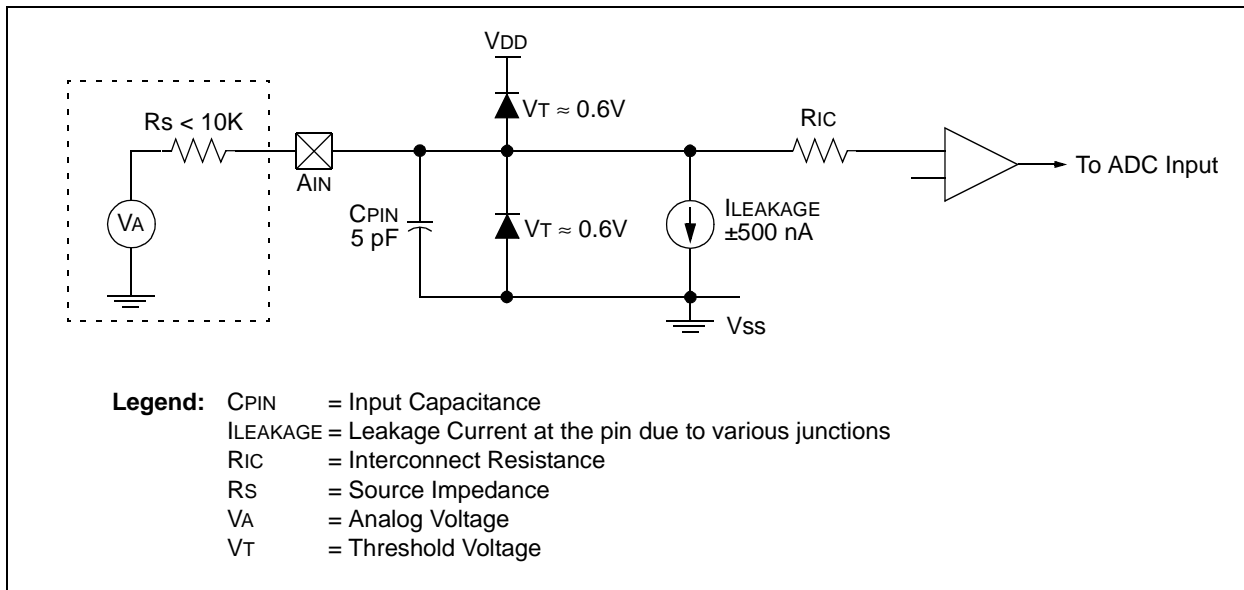 VDD
VT ≈ 0.6V
Rs < 10K
RIC
AIN
To ADC Input
VA
CPIN
5 pF
VT ≈ 0.6V
ILEAKAGE
±500 nA
Vss
Legend: CPIN = Input Capacitance
ILEAKAGE = Leakage Current at the pin due to various junctions
RIC = Interconnect Resistance
RS = Source Impedance
VA = Analog Voltage
VT = Threshold Voltage